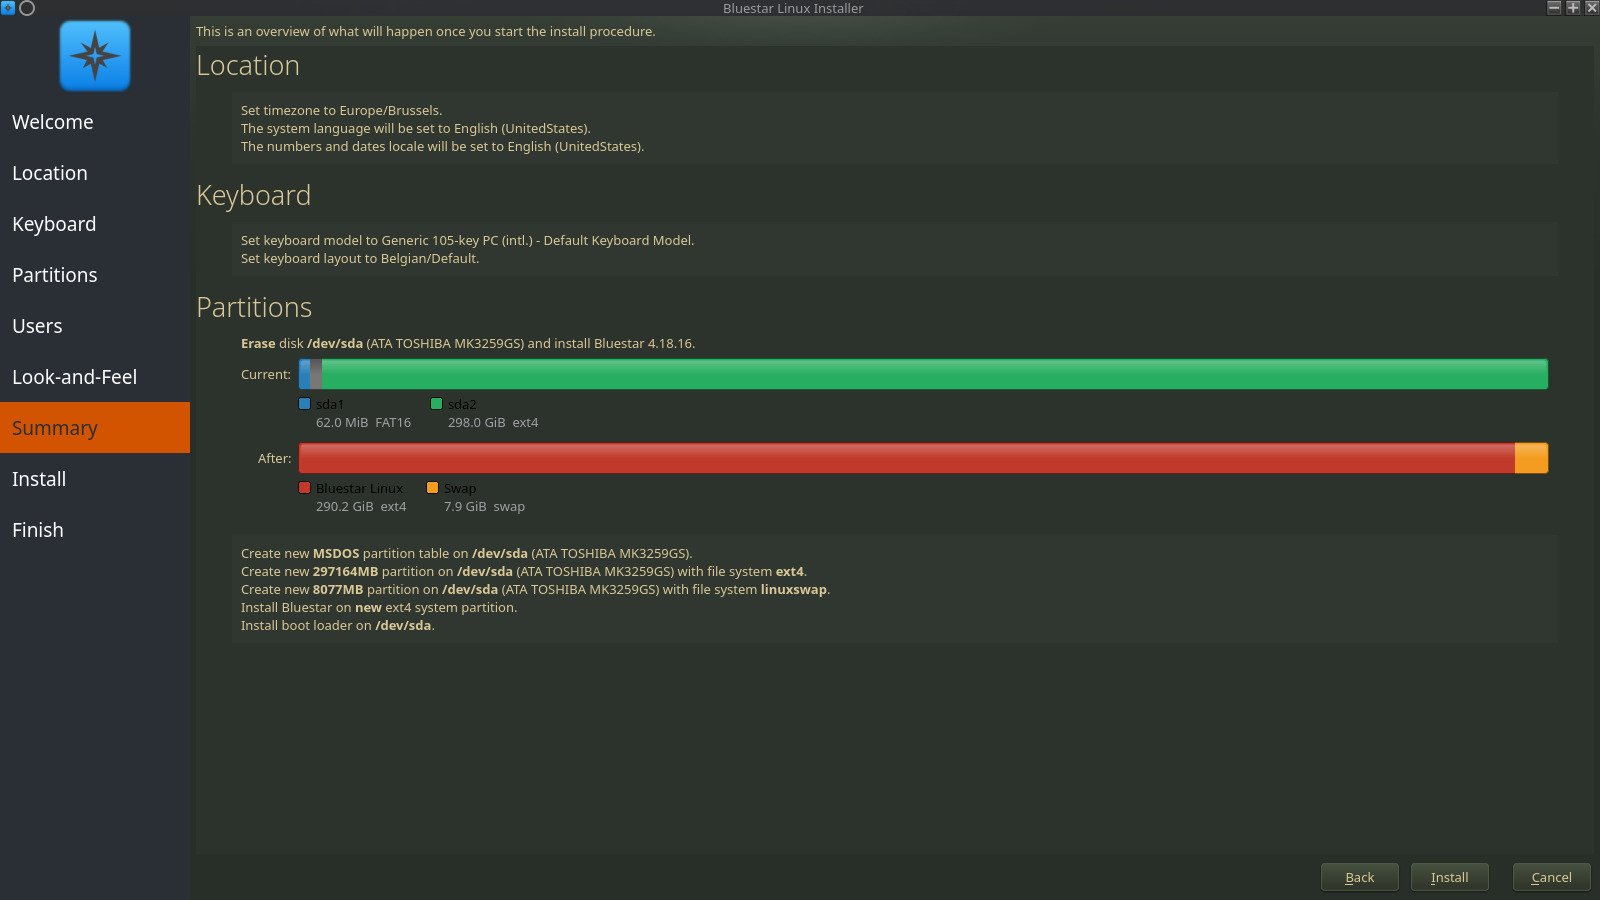 Bluestar Linux Installer
Welcome
Location
Keyboard
Partitions
Users
Look-and-Feel
Summary
Install
Finish
This is an overview of what will happen once you start the install procedure.
Location
Set timezone to Europe/Brussels.
The system language will be set to English (UnitedStates).
The numbers and dates locale will be set to English (UnitedStates).
Keyboard
Set keyboard model to Generic 105-key PC (intl.) - Default Keyboard Model.
Set keyboard layout to Belgian/Default.
Partitions
Erase disk /dev/sda (ATA TOSHIBA MK3259GS) and install Bluestar 4.18.16.
Current:
sda1 sda2
62.0 MiB FAT16 298.0 GiB ext4
After:
Bluestar Linux Swap
290.2 GiB ext4 7.9 GiB swap
Create new MSDOS partition table on /dev/sda (ATA TOSHIBA MK3259GS).
Create new 297164MB partition on /dev/sda (ATA TOSHIBA MK3259GS) with file system ext4.
Create new 8077MB partition on /dev/sda (ATA TOSHIBA MK3259GS) with file system linuxswap.
Install Bluestar on new ext4 system partition.
Install boot loader on /dev/sda.
Back Install Cancel